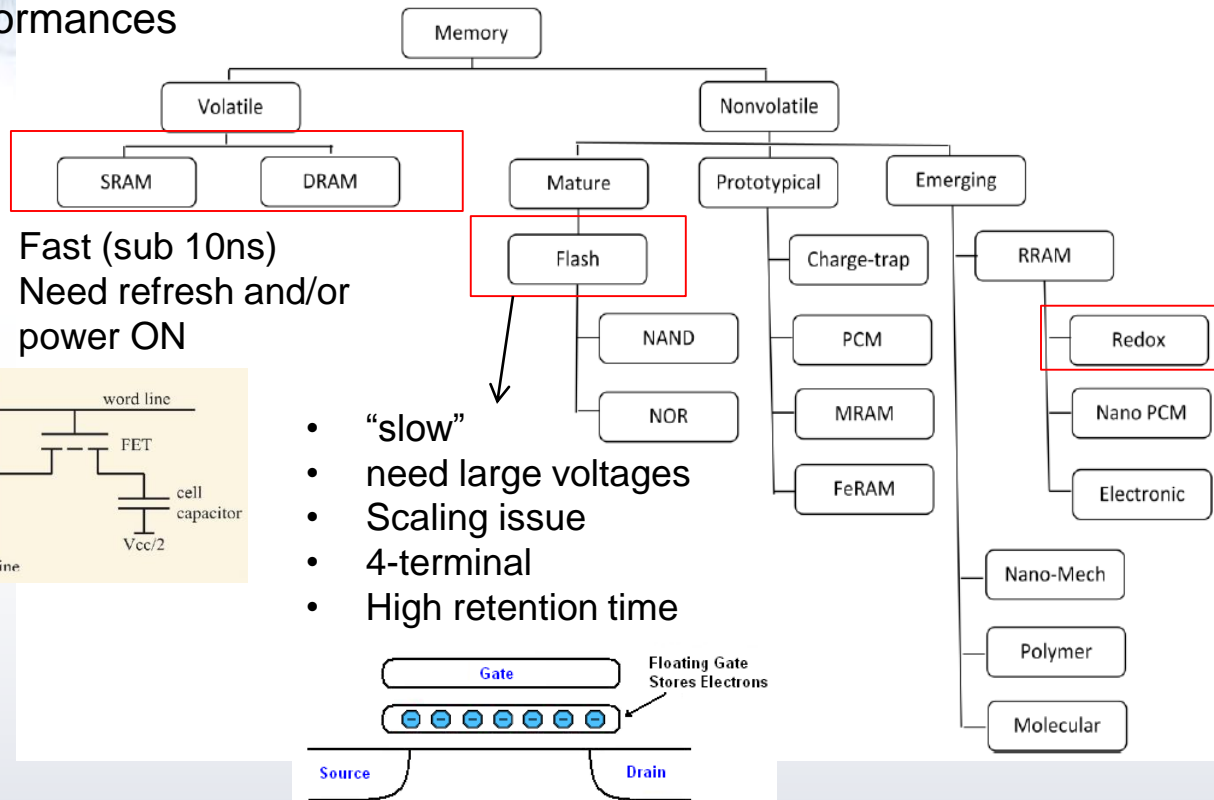 ormances
Memory
Volatile
Nonvolatile
SRAM
DRAM
Mature
Prototypical
Emerging
Fast (sub 10ns)
Need refresh and/or
power ON
Flash
Charge-trap
RRAM
NAND
PCM
Redox
NOR
MRAM
Nano PCM
FeRAM
Electronic
word line
FET
cell
capacitor
Vcc/2
ine
• “slow”
• need large voltages
• Scaling issue
• 4-terminal
• High retention time
Nano-Mech
Polymer
Molecular
Gate
Floating Gate
Stores Electrons
Source
Drain